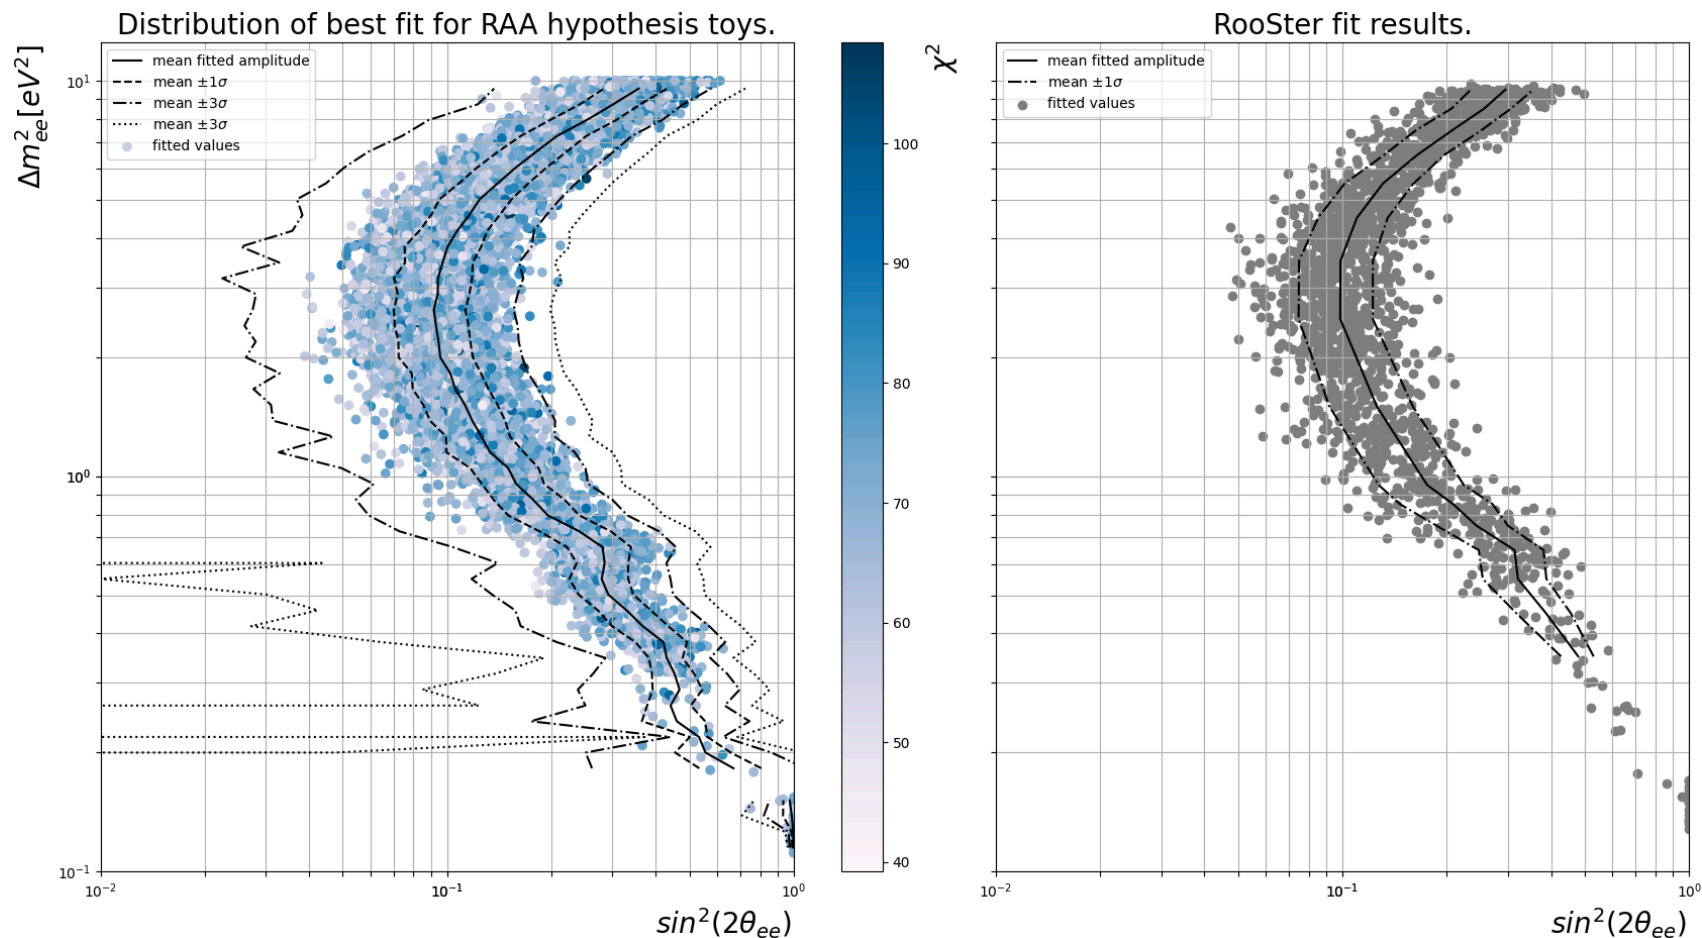 Distribution of best fit for RAA hypothesis toys.
Δm²ₑₑ[eV²]
mean fitted amplitude
mean ±1σ
mean ±3σ
mean ±3σ
fitted values
10¹
10⁰
10⁻¹
10⁻²
10⁻¹
10⁰
sin²(2θₑₑ)
χ²
100
90
80
70
60
50
40
RooSter fit results.
mean fitted amplitude
mean ±1σ
fitted values
10⁻²
10⁻¹
10⁰
sin²(2θₑₑ)